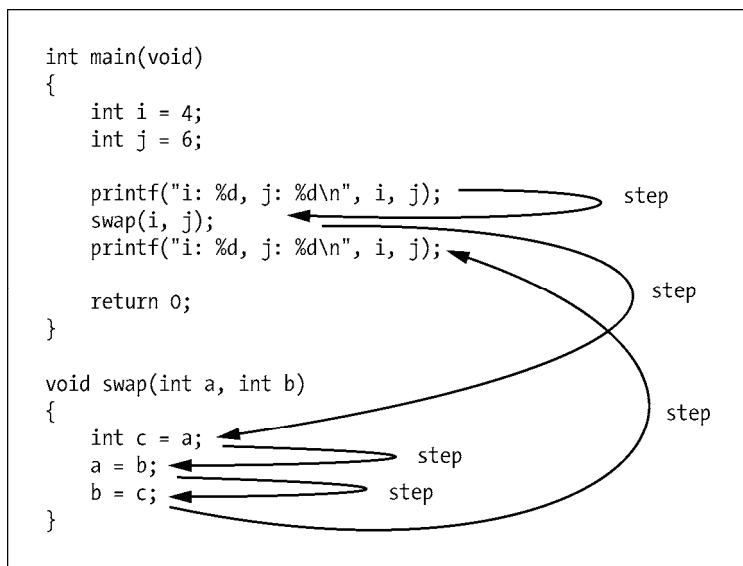 int main(void)
{
    int i = 4;
    int j = 6;

    printf("i: %d, j: %d\n", i, j);
step
    swap(i, j);
    printf("i: %d, j: %d\n", i, j);
step
    return 0;
}

void swap(int a, int b)
{
step
    int c = a;
    a = b;
step
    b = c;
step
}